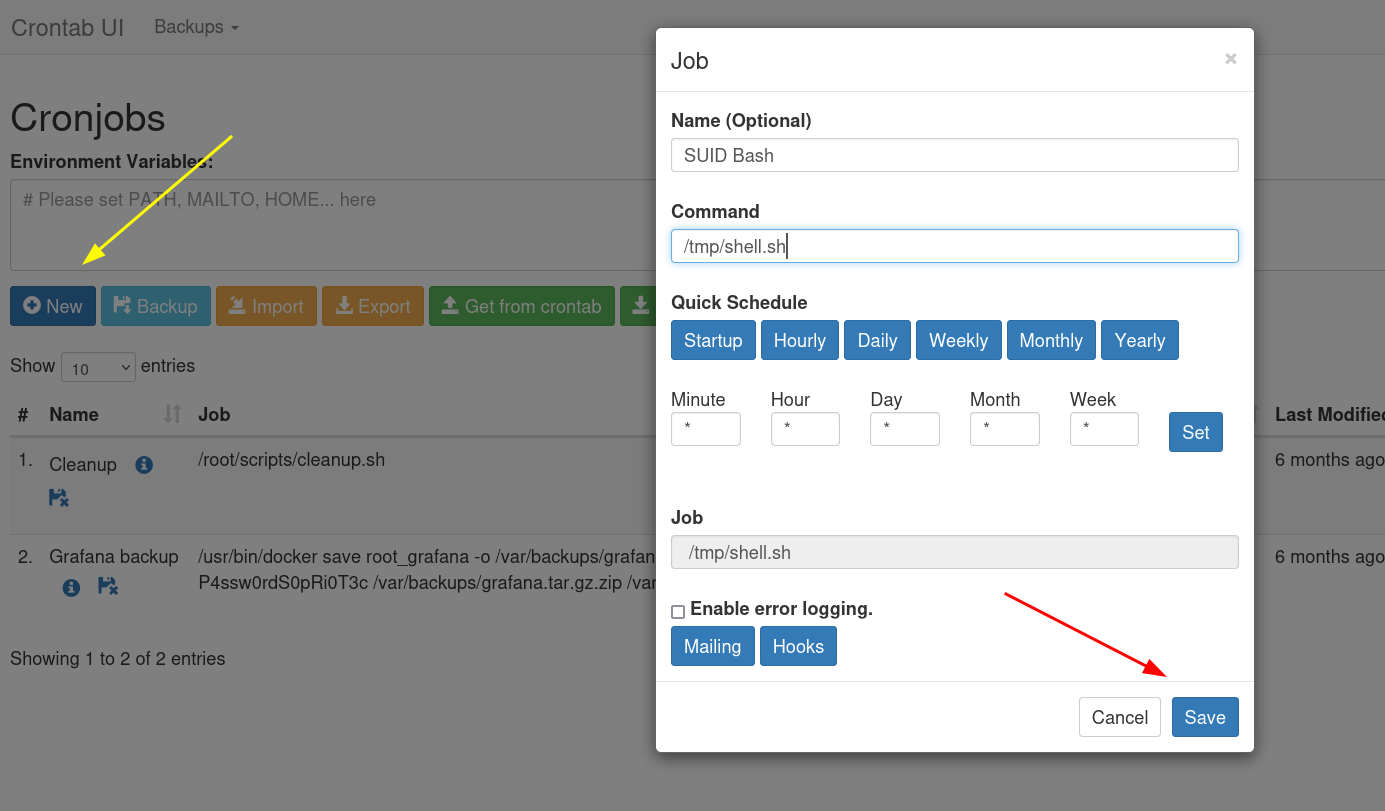 Crontab UI Backups
Cronjobs
Environment Variables:
# Please set PATH, MAILTO, HOME... here
New Backup Import Export Get from crontab
Show 10 entries
# Name Job Last Modified
1. Cleanup /root/scripts/cleanup.sh 6 months ago
2. Grafana backup /usr/bin/docker save root_grafana -o /var/backups/grafan 6 months ago
P4ssw0rdS0pRi0T3c /var/backups/grafana.tar.gz.zip /var
Showing 1 to 2 of 2 entries
Job ×
Name (Optional)
SUID Bash
Command
/tmp/shell.sh
Quick Schedule
Startup Hourly Daily Weekly Monthly Yearly
Minute Hour Day Month Week
* * * * * Set
Job
/tmp/shell.sh
Enable error logging.
Mailing Hooks
Cancel Save